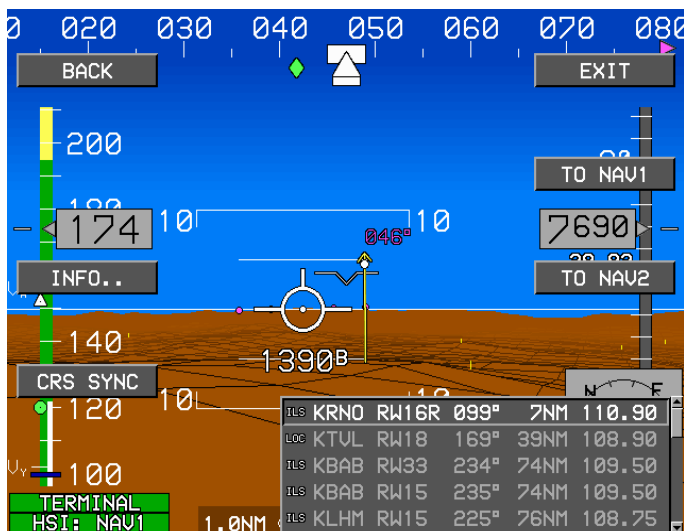 020 030 040 050 060 070 080
BACK EXIT
200
TO NAV1
174 10 10 7690
046°
INFO.. TO NAV2
140
1390B
CRS SYNC
N E
120 10 10
ILS KRNO RW16R 099° 7NM 110.90
LOC KTVL RW18 169° 39NM 108.90
ILS KBAB RW33 234° 74NM 109.50
VY 100
ILS KBAB RW15 235° 74NM 109.50
TERMINAL
HSI: NAV1 1.0NM
ILS KLHM RW15 225° 76NM 108.75